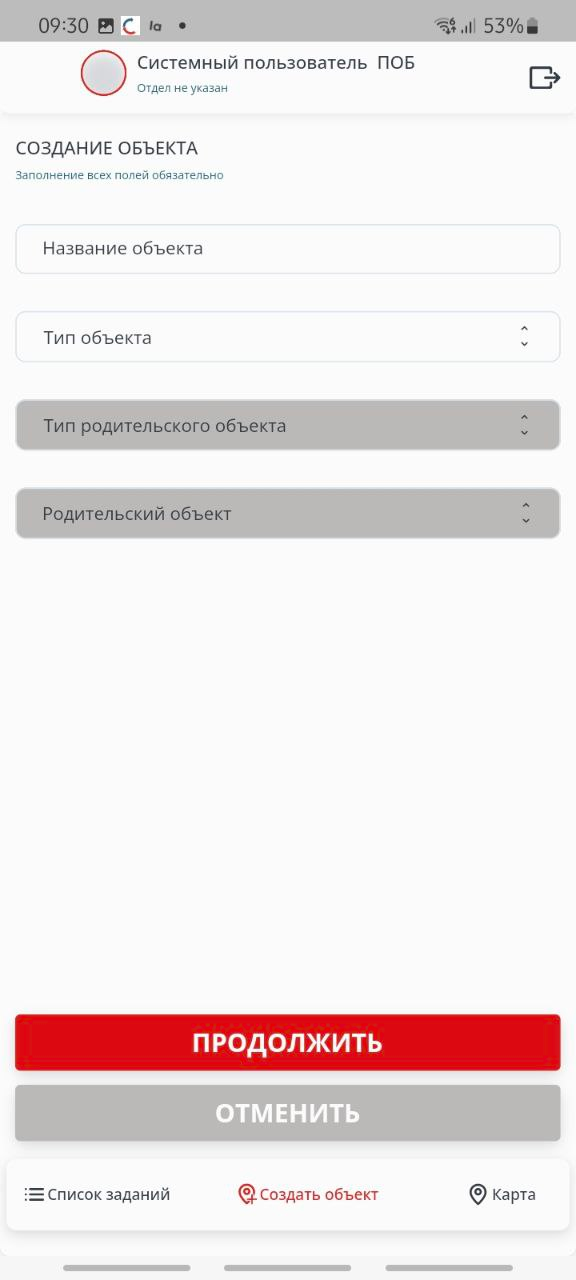 09:30 la 53%
Системный пользователь ПОБ
Отдел не указан
СОЗДАНИЕ ОБЪЕКТА
Заполнение всех полей обязательно
Название объекта
Тип объекта
Тип родительского объекта
Родительский объект
ПРОДОЛЖИТЬ
ОТМЕНИТЬ
Список заданий Создать объект Карта